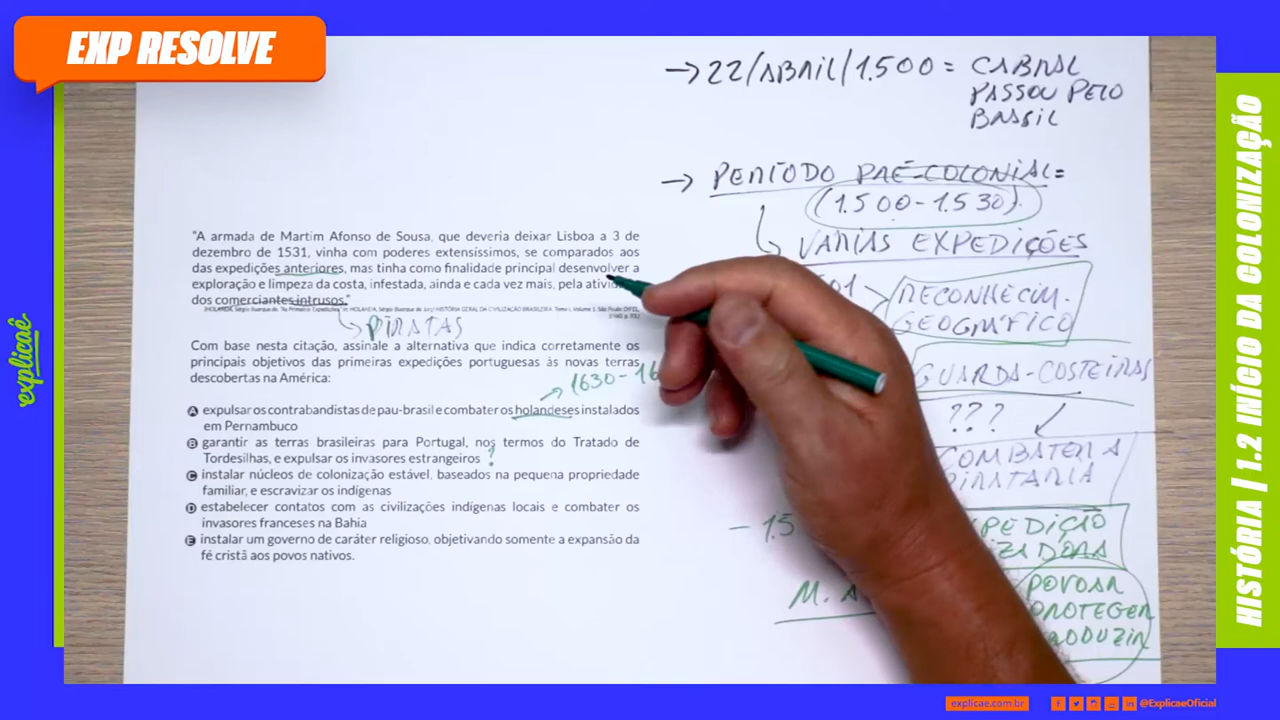 EXP RESOLVE
→ 22/ABRIL/1.500 = CABRAL
PASSOU PELO
BRASIL
→ PERÍODO PRÉ-COLONIAL =
(1.500-1.530)
VÁRIAS EXPEDIÇÕES
RECONHECIM.
GEOGRÁFICO
GUARDA-COSTEIRAS
???
COMBATER A
PIRATARIA
M. A
POVOAR
PROTEGER
"A armada de Martim Afonso de Sousa, que deveria deixar Lisboa a 3 de
dezembro de 1531, vinha com poderes extensíssimos, se comparados aos
das expedições anteriores, mas tinha como finalidade principal desenvolver a
exploração e limpeza da costa, infestada, ainda e cada vez mais, pela
dos comerciantes intrusos."
PIRATAS
Com base nesta citação, assinale a alternativa que indica corretamente os
principais objetivos das primeiras expedições portuguesas às novas terras
descobertas na América:
1630-16
A expulsar os contrabandistas de pau-brasil e combater os holandeses instalados
em Pernambuco
B garantir as terras brasileiras para Portugal, nos termos do Tratado de
Tordesilhas, e expulsar os invasores estrangeiros ?
C instalar núcleos de colonização estável, baseados na pequena propriedade
familiar, e escravizar os indígenas
D estabelecer contatos com as civilizações indígenas locais e combater os
invasores franceses na Bahia
E instalar um governo de caráter religioso, objetivando somente a expansão da
fé cristã aos povos nativos.
explicaê
HISTÓRIA | 1.2 INÍCIO DA COLONIZAÇÃO
explicae.com.br
@ExplicaeOficial